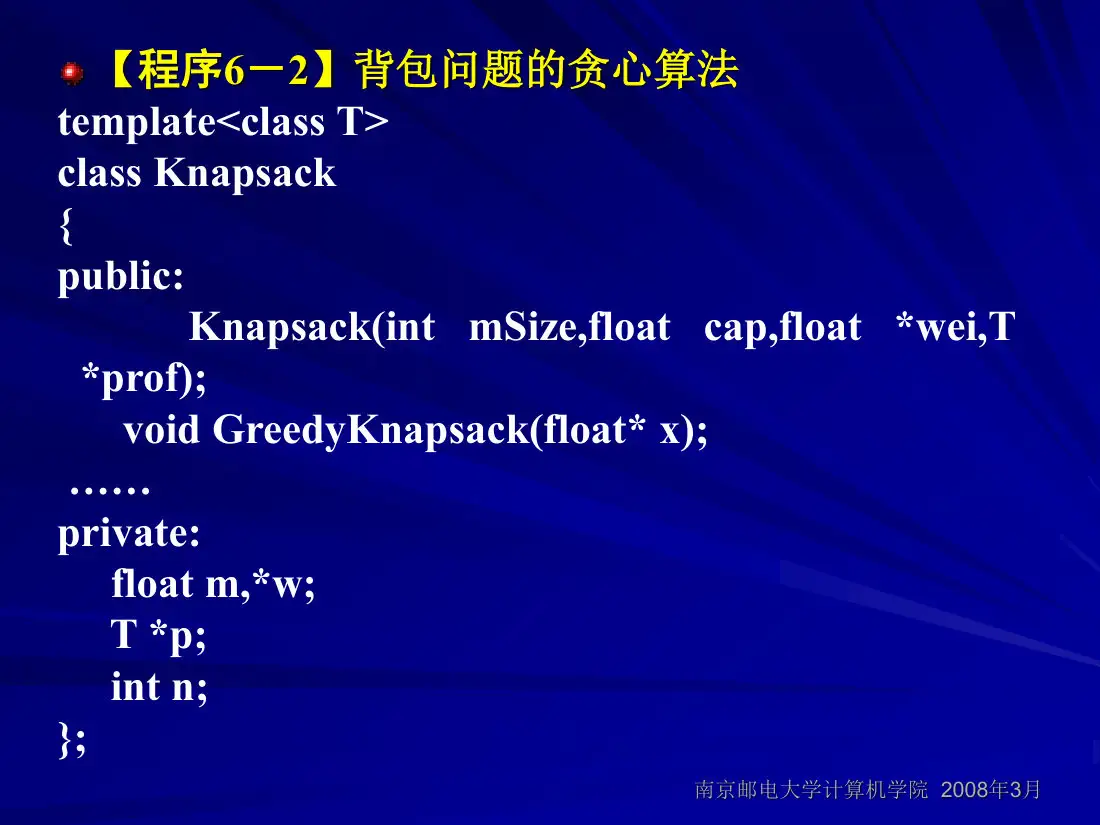 【程序6－2】背包问题的贪心算法
template<class T>
class Knapsack
{
public:
Knapsack(int mSize,float cap,float *wei,T
*prof);
void GreedyKnapsack(float* x);
……
private:
float m,*w;
T *p;
int n;
};
南京邮电大学计算机学院 2008年3月